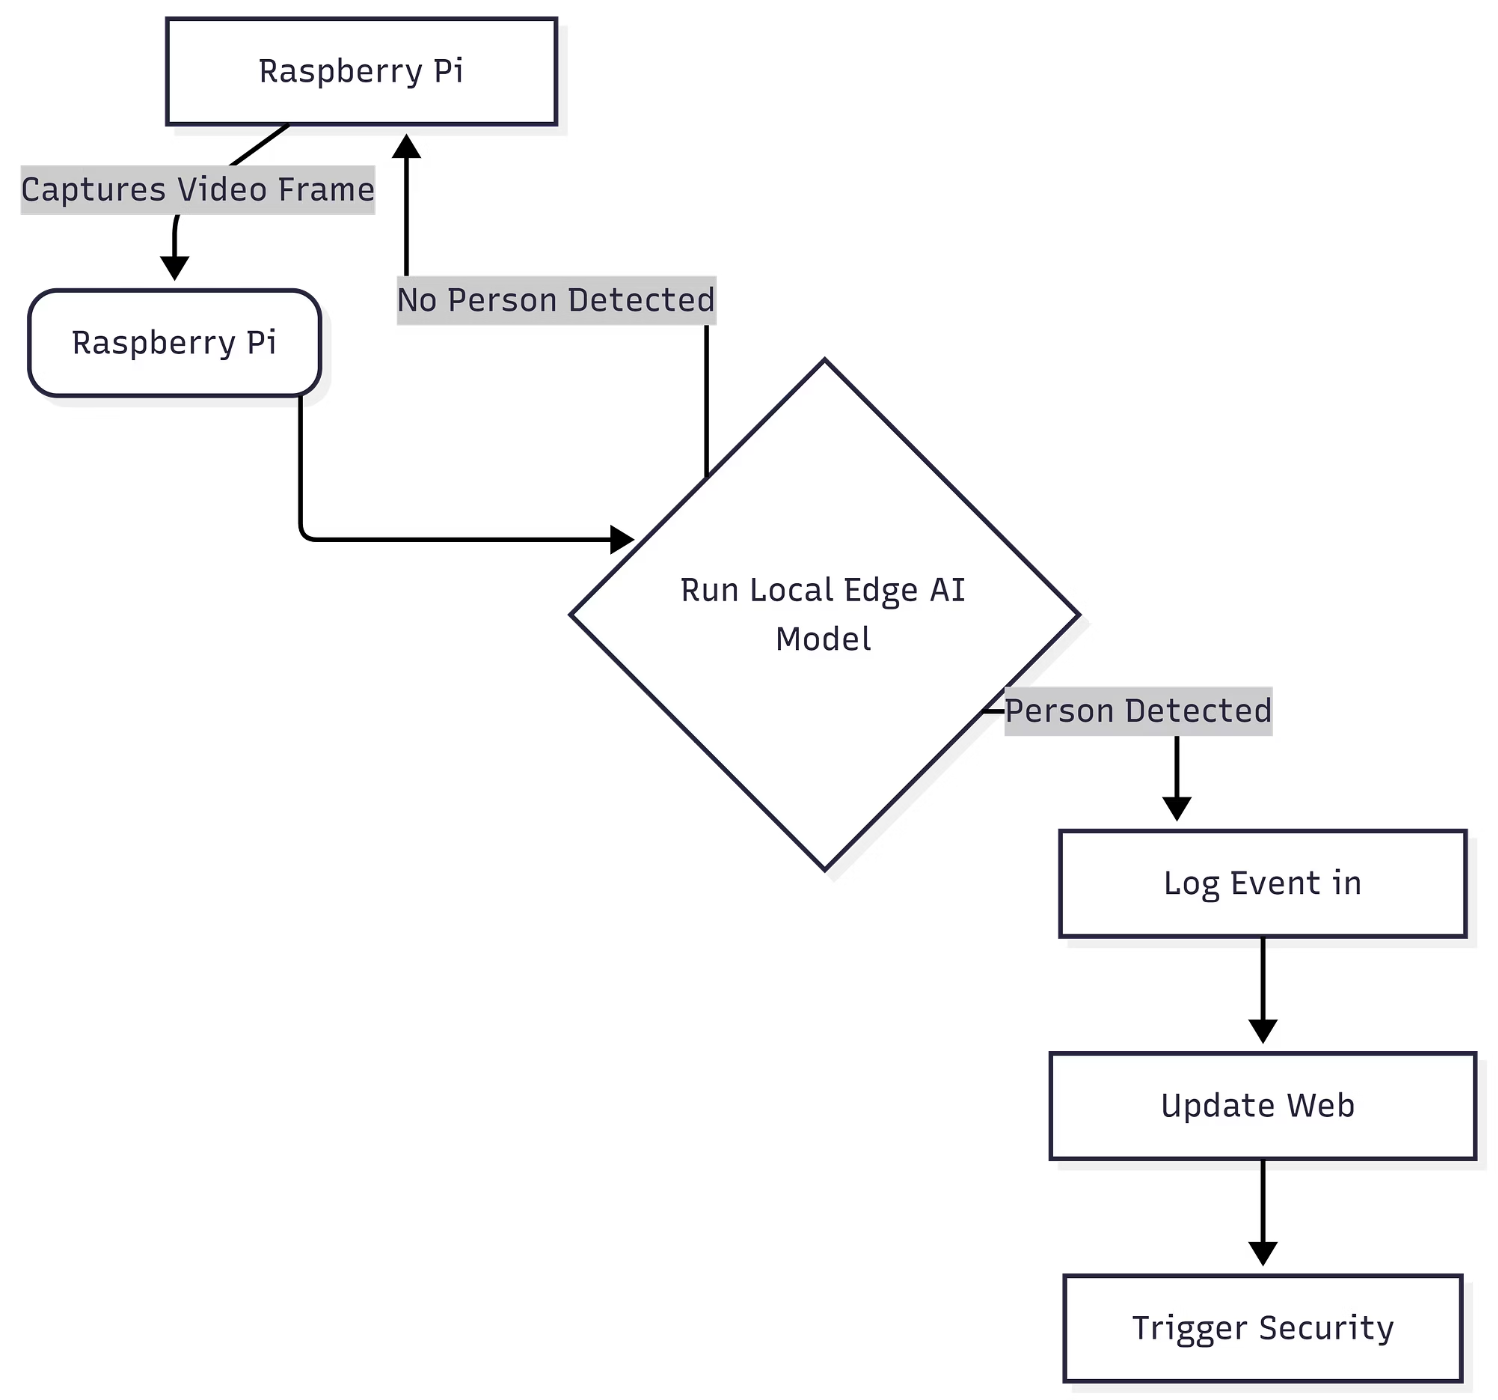 Raspberry Pi
Captures Video Frame
No Person Detected
Raspberry Pi
Run Local Edge AI
Model
Person Detected
Log Event in
Update Web
Trigger Security